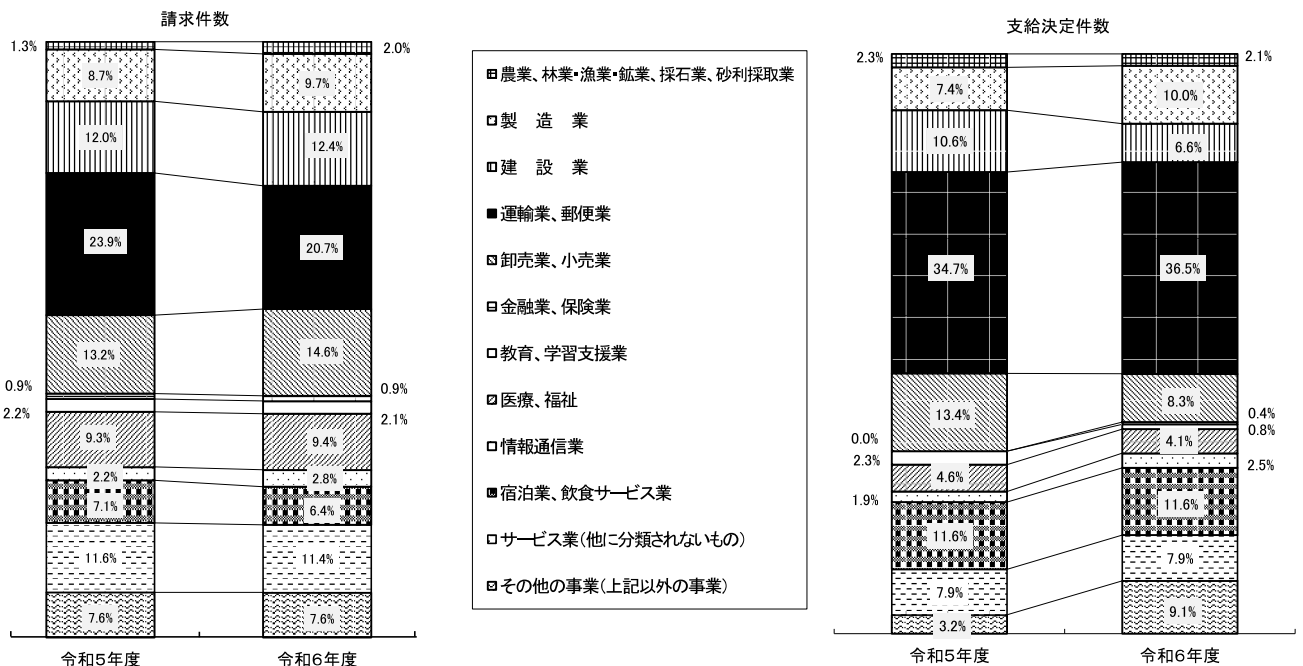 請求件数
1.3%
2.0%
8.7%
9.7%
12.0%
12.4%
23.9%
20.7%
13.2%
14.6%
0.9%
0.9%
2.2%
2.1%
9.3%
9.4%
2.2%
2.8%
7.1%
6.4%
11.6%
11.4%
7.6%
7.6%
令和5年度
令和6年度
農業、林業・漁業・鉱業、採石業、砂利採取業
製　造　業
建　設　業
運輸業、郵便業
卸売業、小売業
金融業、保険業
教育、学習支援業
医療、福祉
情報通信業
宿泊業、飲食サービス業
サービス業(他に分類されないもの)
その他の事業(上記以外の事業)
支給決定件数
2.3%
2.1%
7.4%
10.0%
10.6%
6.6%
34.7%
36.5%
13.4%
8.3%
0.0%
0.4%
2.3%
0.8%
4.6%
4.1%
1.9%
2.5%
11.6%
11.6%
7.9%
7.9%
3.2%
9.1%
令和5年度
令和6年度